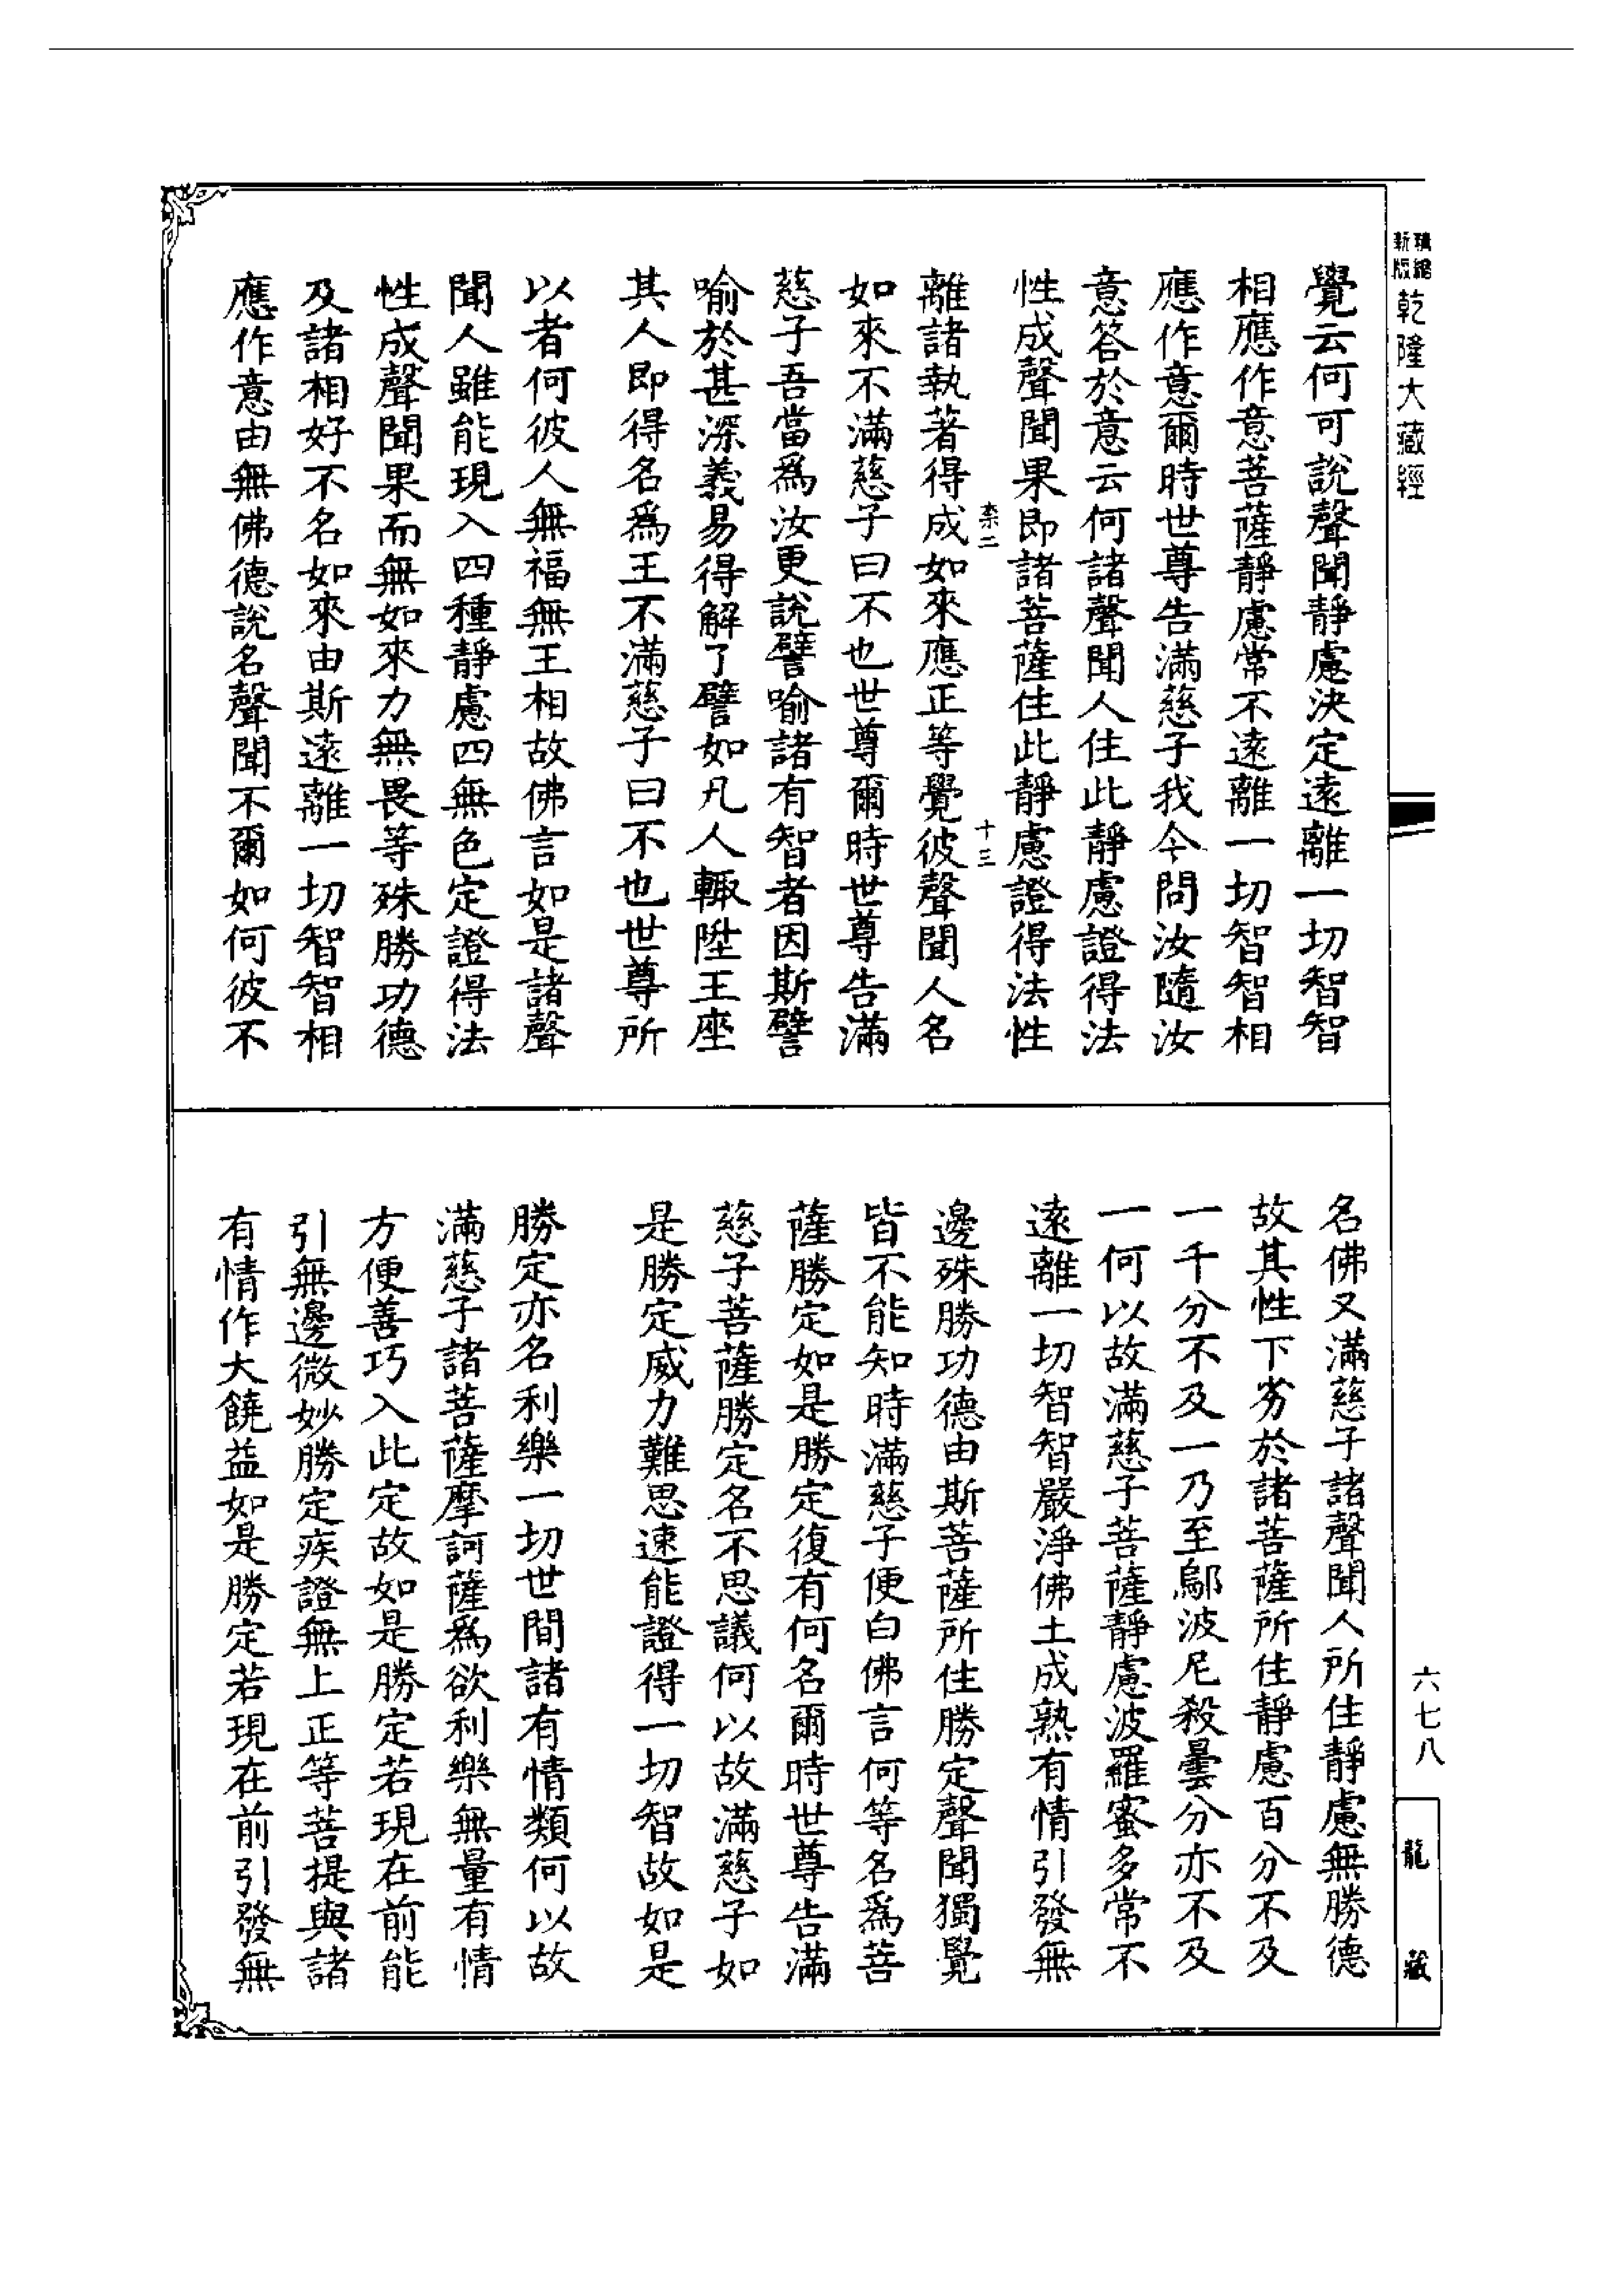 精縮新版乾隆大藏經
覺云何可說聲聞靜慮決定遠離一切智智
相應作意菩薩靜慮常不遠離一切智智相
應作意爾時世尊告滿慈子我今問汝隨汝
意答於意云何諸聲聞人住此靜慮證得法
性成聲聞果即諸菩薩住此靜慮證得法性
柰二 十三
離諸執著得成如來應正等覺彼聲聞人名
如來不滿慈子曰不也世尊爾時世尊告滿
慈子吾當爲汝更說譬喻諸有智者因斯譬
喻於甚深義易得解了譬如凡人輙陞王座
其人即得名爲王不滿慈子曰不也世尊所
以者何彼人無福無王相故佛言如是諸聲
聞人雖能現入四種靜慮四無色定證得法
性成聲聞果而無如來力無畏等殊勝功德
及諸相好不名如來由斯遠離一切智智相
應作意由無佛德說名聲聞不爾如何彼不
名佛又滿慈子諸聲聞人所住靜慮無勝德
故其性下劣於諸菩薩所住靜慮百分不及
一千分不及一乃至鄔波尼殺曇分亦不及
一何以故滿慈子菩薩靜慮波羅蜜多常不
遠離一切智智嚴淨佛土成熟有情引發無
邊殊勝功德由斯菩薩所住勝定聲聞獨覺
皆不能知時滿慈子便白佛言何等名爲菩
薩勝定如是勝定復有何名爾時世尊告滿
慈子菩薩勝定名不思議何以故滿慈子如
是勝定威力難思速能證得一切智故如是
勝定亦名利樂一切世間諸有情類何以故
滿慈子諸菩薩摩訶薩爲欲利樂無量有情
方便善巧入此定故如是勝定若現在前能
引無邊微妙勝定疾證無上正等菩提與諸
有情作大饒益如是勝定若現在前引發無
六七八
龍藏